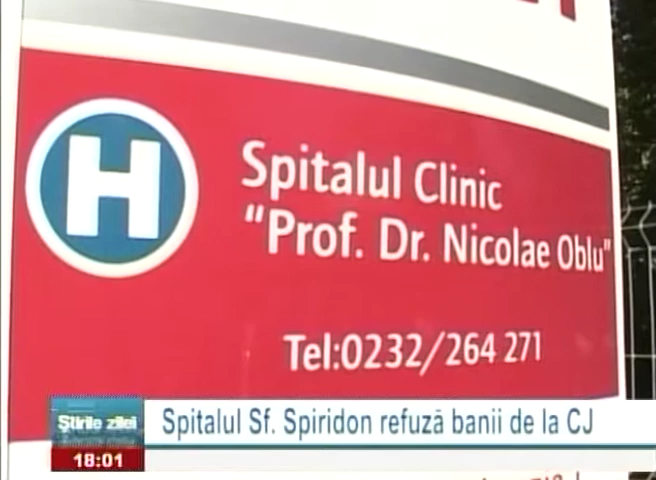 H
Spitalul Clinic
"Prof. Dr. Nicolae Oblu"
Tel:0232/264 271
Știrile zilei
Spitalul Sf. Spiridon refuză banii de la CJ
18:01